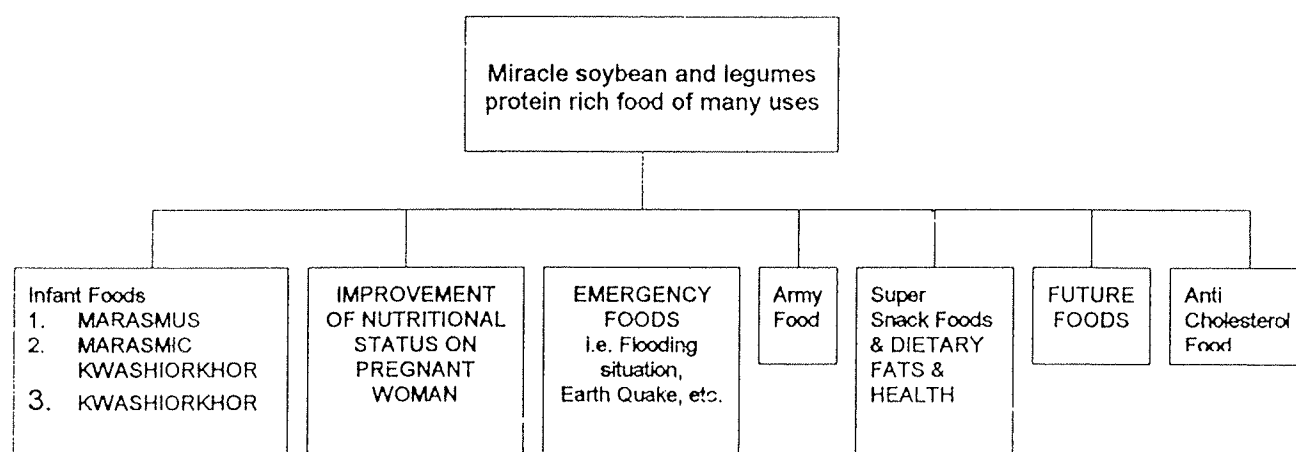 Miracle soybean and legumes
protein rich food of many uses
Infant Foods
1. MARASMUS
2. MARASMIC
KWASHIORKHOR
3. KWASHIORKHOR
IMPROVEMENT
OF NUTRITIONAL
STATUS ON
PREGNANT
WOMAN
EMERGENCY
FOODS
i.e. Flooding
situation,
Earth Quake, etc.
Army
Food
Super
Snack Foods
& DIETARY
FATS &
HEALTH
FUTURE
FOODS
Anti
Cholesterol
Food